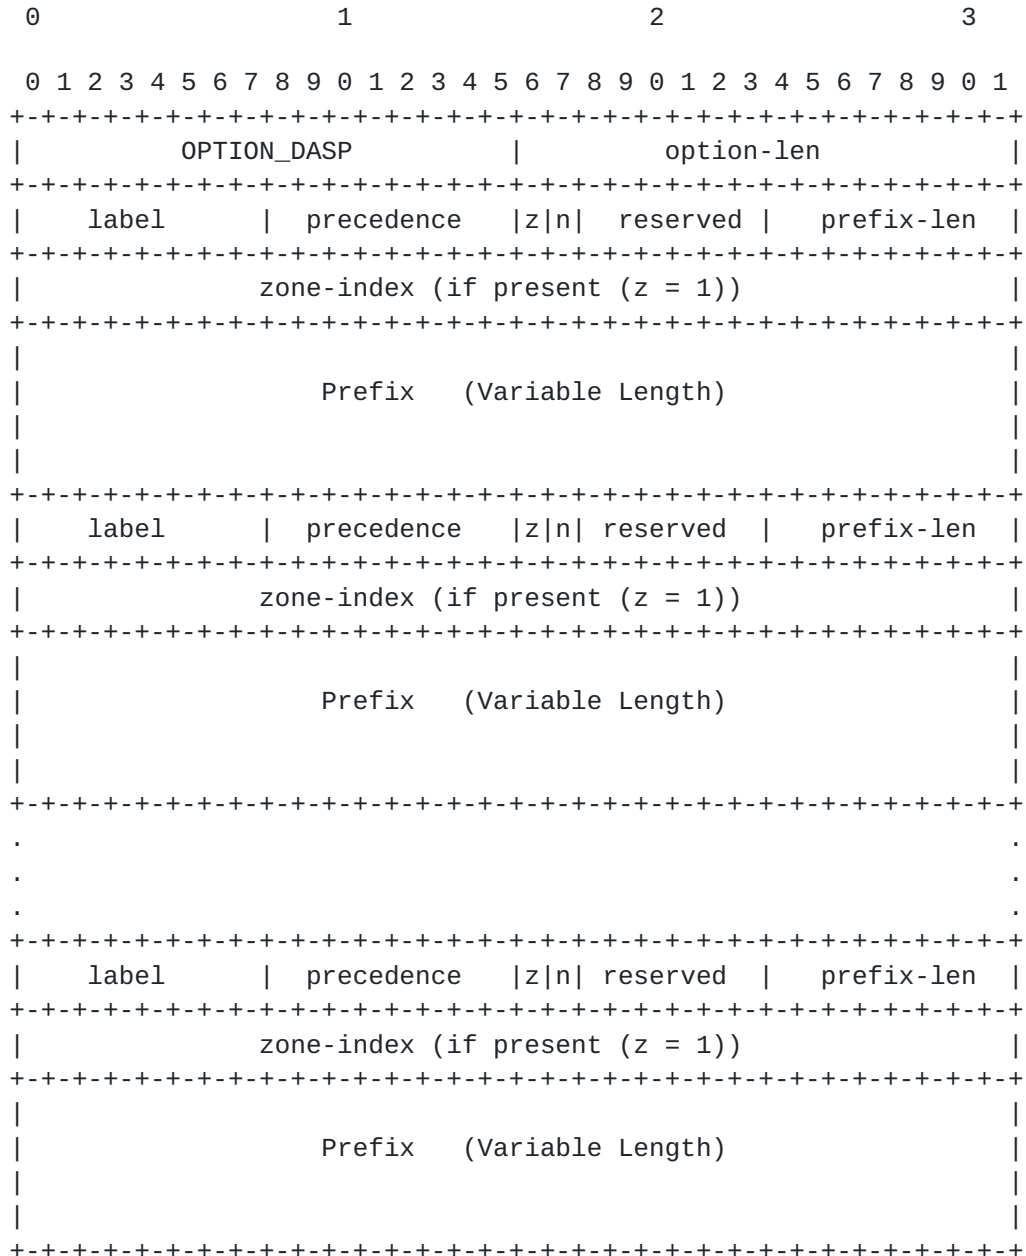 0                   1                   2                   3
 0 1 2 3 4 5 6 7 8 9 0 1 2 3 4 5 6 7 8 9 0 1 2 3 4 5 6 7 8 9 0 1
+-+-+-+-+-+-+-+-+-+-+-+-+-+-+-+-+-+-+-+-+-+-+-+-+-+-+-+-+-+-+-+-+
|          OPTION_DASP          |         option-len            |
+-+-+-+-+-+-+-+-+-+-+-+-+-+-+-+-+-+-+-+-+-+-+-+-+-+-+-+-+-+-+-+-+
|    label      |  precedence   |z|n|  reserved |   prefix-len  |
+-+-+-+-+-+-+-+-+-+-+-+-+-+-+-+-+-+-+-+-+-+-+-+-+-+-+-+-+-+-+-+-+
|               zone-index (if present (z = 1))                 |
+-+-+-+-+-+-+-+-+-+-+-+-+-+-+-+-+-+-+-+-+-+-+-+-+-+-+-+-+-+-+-+-+
|                                                               |
|                   Prefix   (Variable Length)                  |
|                                                               |
|                                                               |
+-+-+-+-+-+-+-+-+-+-+-+-+-+-+-+-+-+-+-+-+-+-+-+-+-+-+-+-+-+-+-+-+
|    label      |  precedence   |z|n| reserved  |   prefix-len  |
+-+-+-+-+-+-+-+-+-+-+-+-+-+-+-+-+-+-+-+-+-+-+-+-+-+-+-+-+-+-+-+-+
|               zone-index (if present (z = 1))                 |
+-+-+-+-+-+-+-+-+-+-+-+-+-+-+-+-+-+-+-+-+-+-+-+-+-+-+-+-+-+-+-+-+
|                                                               |
|                   Prefix   (Variable Length)                  |
|                                                               |
|                                                               |
+-+-+-+-+-+-+-+-+-+-+-+-+-+-+-+-+-+-+-+-+-+-+-+-+-+-+-+-+-+-+-+-+
.                                                               .
.                                                               .
.                                                               .
+-+-+-+-+-+-+-+-+-+-+-+-+-+-+-+-+-+-+-+-+-+-+-+-+-+-+-+-+-+-+-+-+
|    label      |  precedence   |z|n| reserved  |   prefix-len  |
+-+-+-+-+-+-+-+-+-+-+-+-+-+-+-+-+-+-+-+-+-+-+-+-+-+-+-+-+-+-+-+-+
|               zone-index (if present (z = 1))                 |
+-+-+-+-+-+-+-+-+-+-+-+-+-+-+-+-+-+-+-+-+-+-+-+-+-+-+-+-+-+-+-+-+
|                                                               |
|                   Prefix   (Variable Length)                  |
|                                                               |
|                                                               |
+-+-+-+-+-+-+-+-+-+-+-+-+-+-+-+-+-+-+-+-+-+-+-+-+-+-+-+-+-+-+-+-+